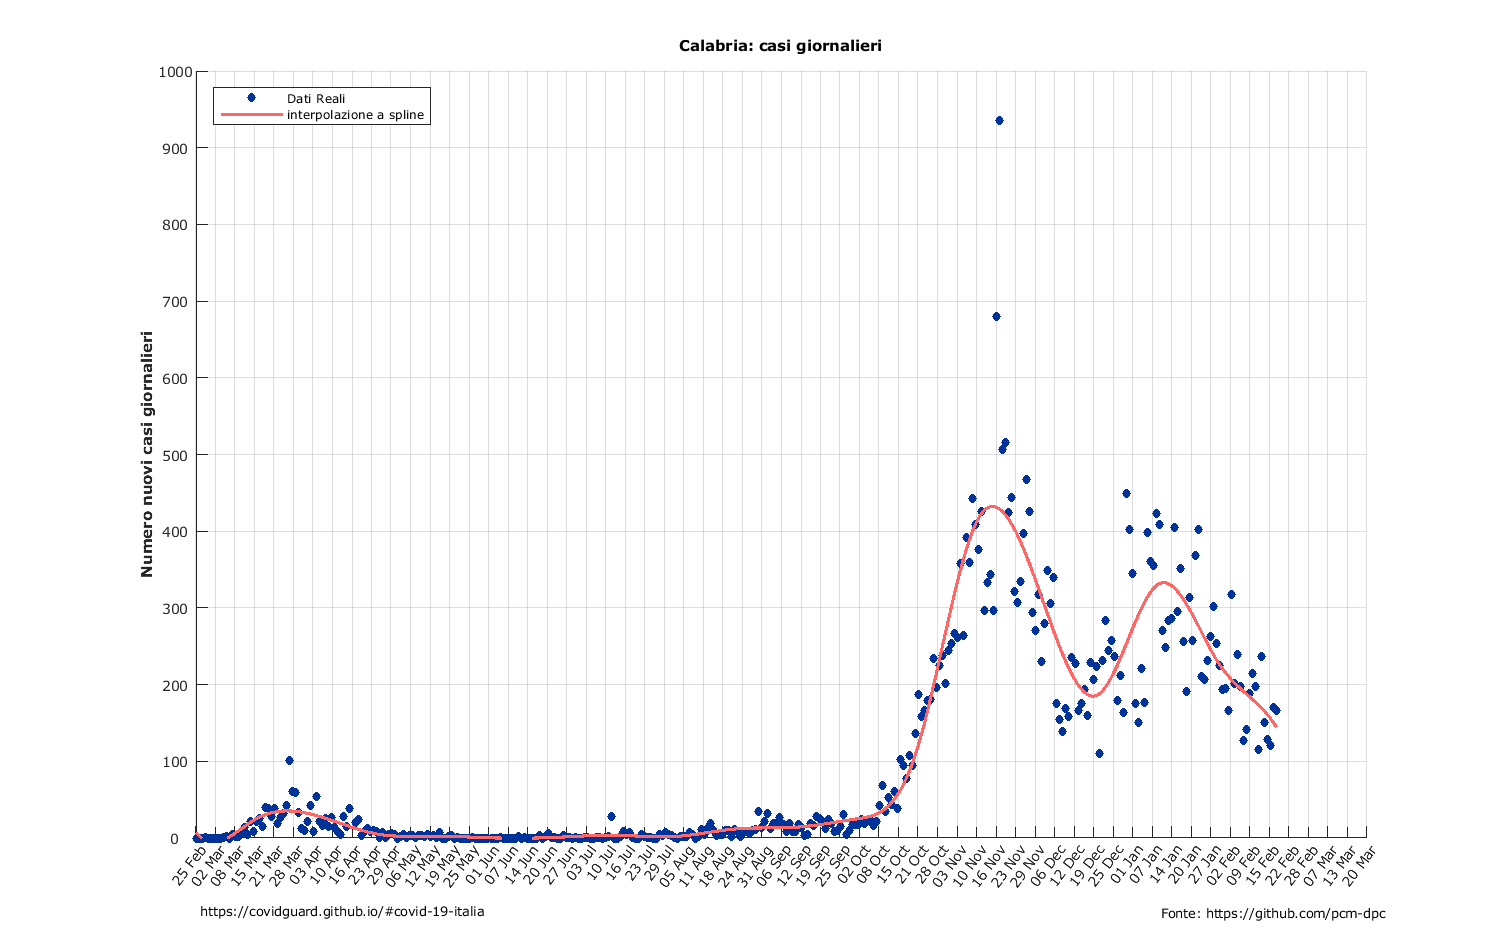 Calabria: casi giornalieri
Dati Reali
interpolazione a spline
Numero nuovi casi giornalieri
1000
900
800
700
600
500
400
300
200
100
0
25 Feb
02 Mar
08 Mar
15 Mar
21 Mar
28 Mar
03 Apr
10 Apr
16 Apr
23 Apr
29 Apr
06 May
12 May
19 May
25 May
01 Jun
07 Jun
14 Jun
20 Jun
27 Jun
03 Jul
10 Jul
16 Jul
23 Jul
29 Jul
05 Aug
11 Aug
18 Aug
24 Aug
31 Aug
06 Sep
12 Sep
19 Sep
25 Sep
02 Oct
08 Oct
15 Oct
21 Oct
28 Oct
03 Nov
10 Nov
16 Nov
23 Nov
29 Nov
06 Dec
12 Dec
19 Dec
25 Dec
01 Jan
07 Jan
14 Jan
20 Jan
27 Jan
02 Feb
09 Feb
15 Feb
22 Feb
28 Feb
07 Mar
13 Mar
20 Mar
https://covidguard.github.io/#covid-19-italia
Fonte: https://github.com/pcm-dpc